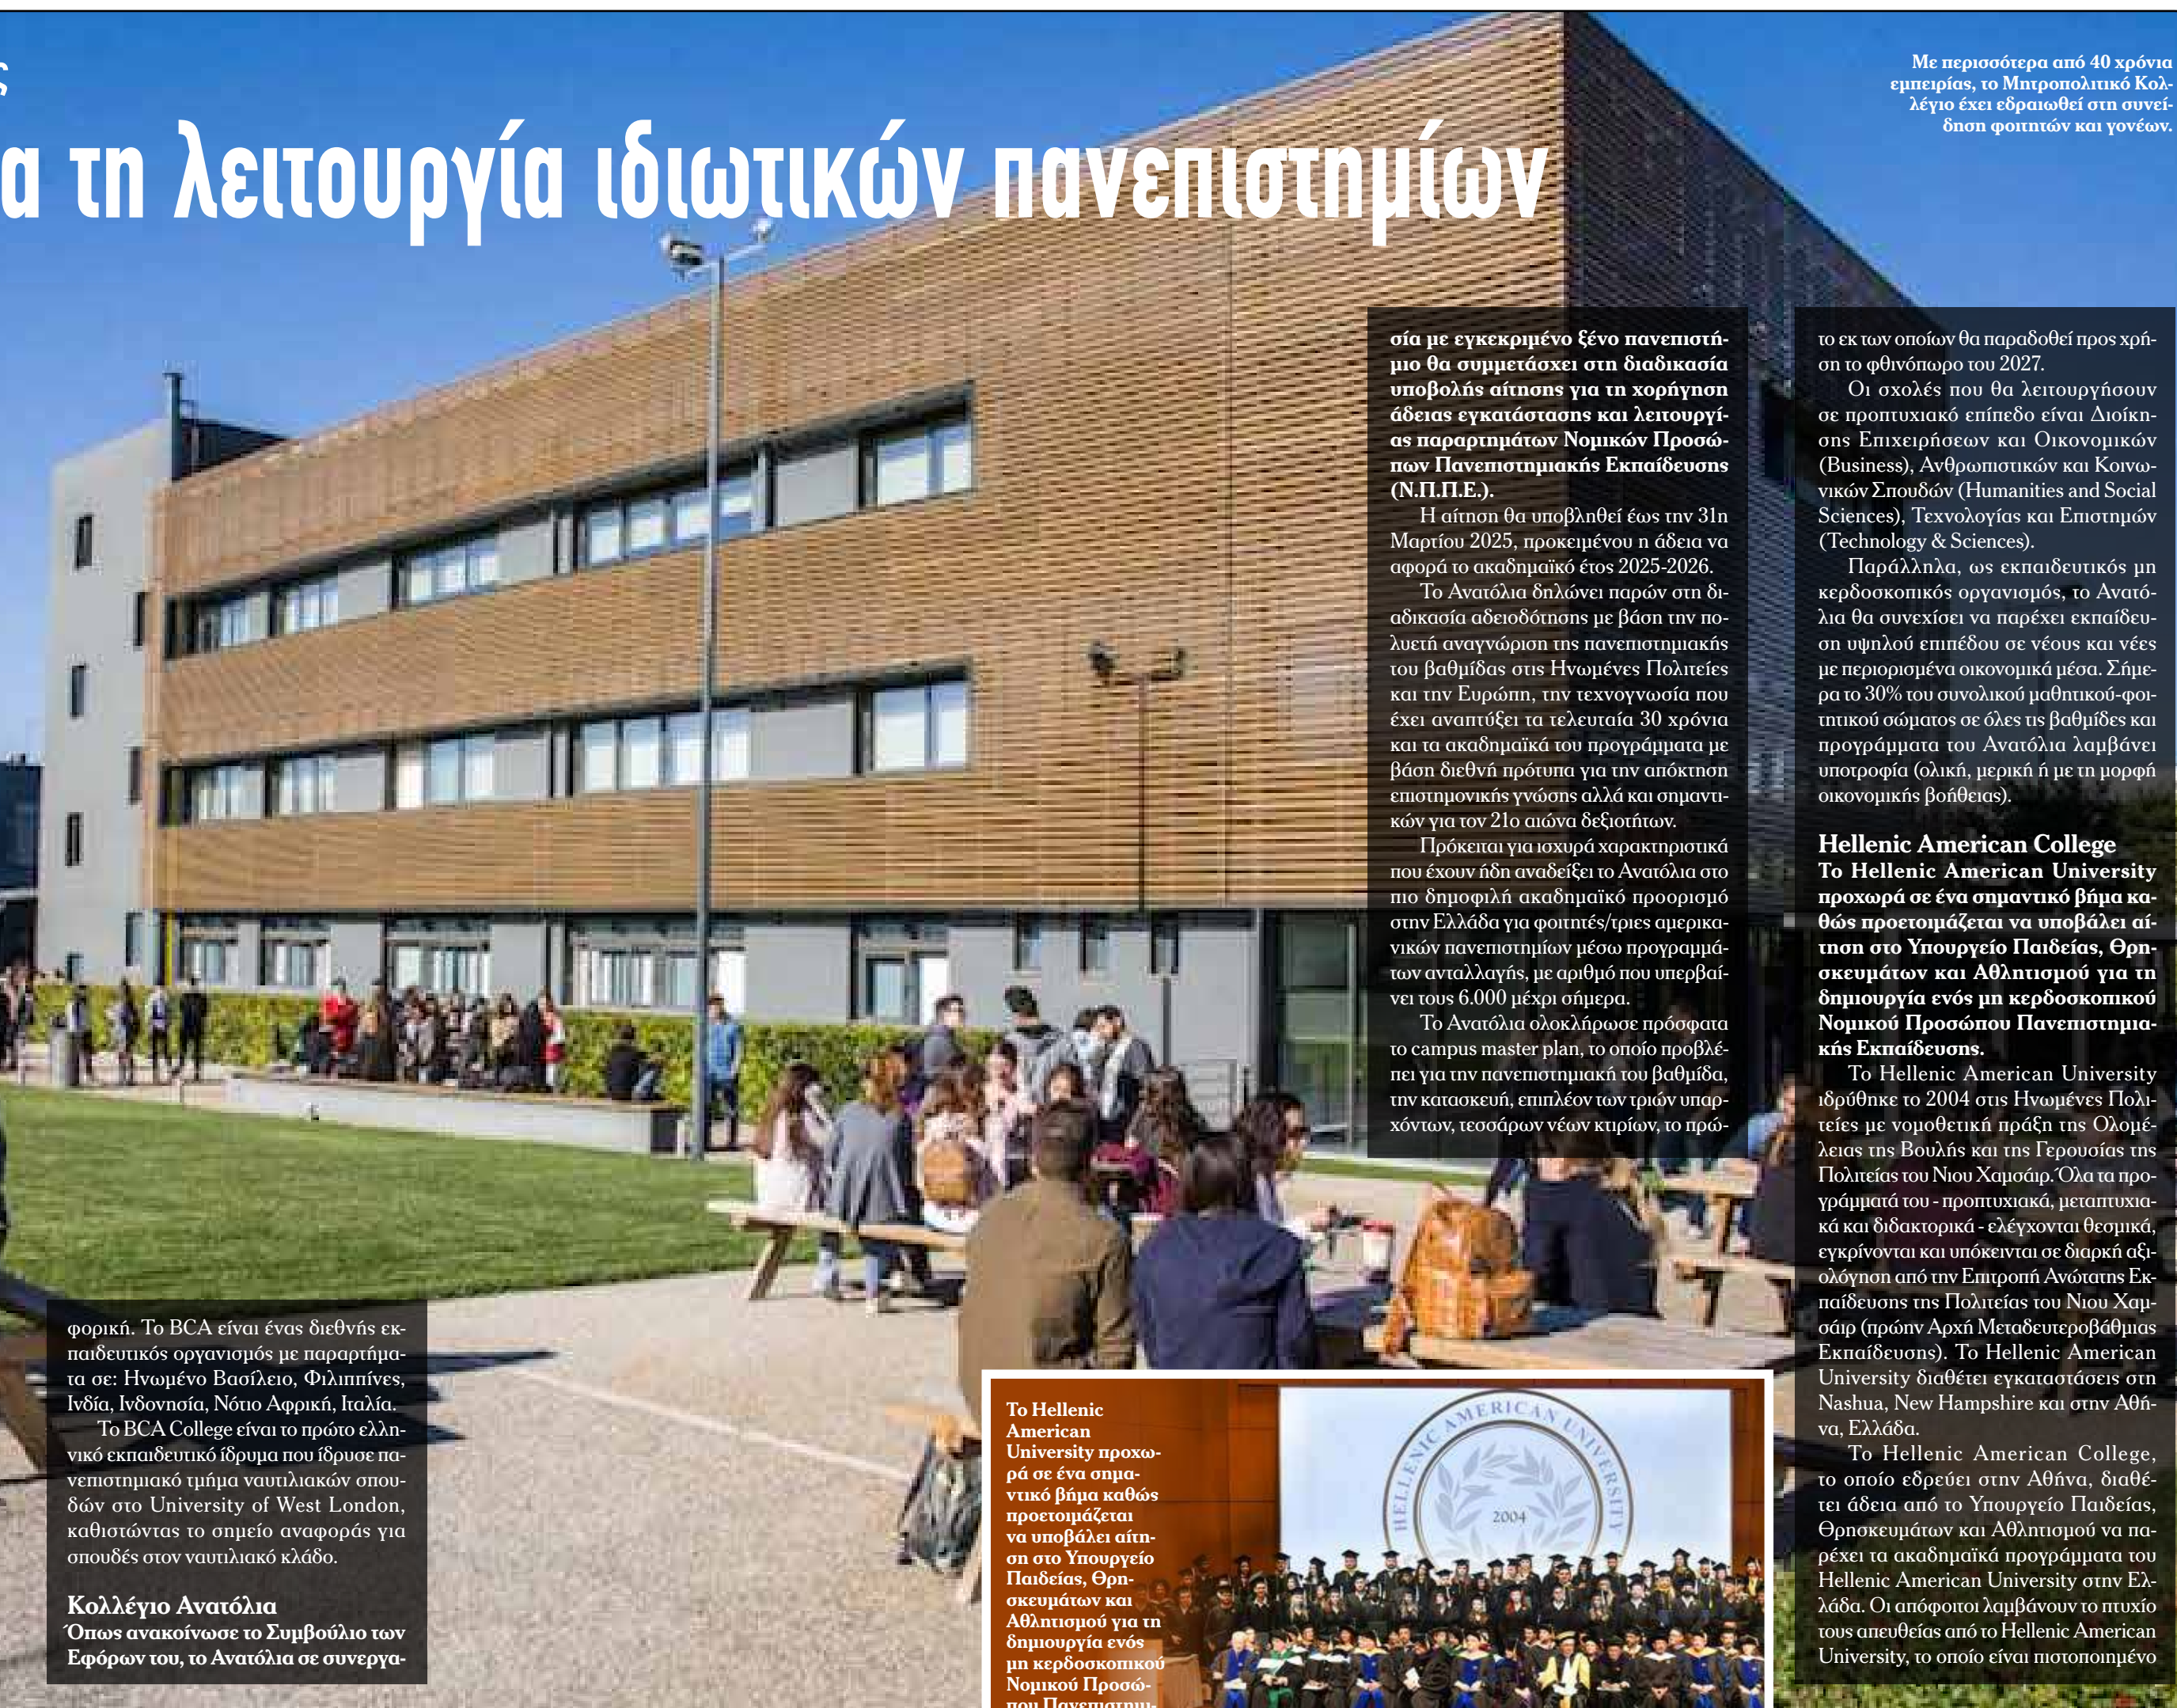 ς
α τη λειτουργία ιδιωτικών πανεπιστημίων
Με περισσότερα από 40 χρόνια
εμπειρίας, το Μητροπολιτικό Κολ-
λέγιο έχει εδραιωθεί στη συνεί-
δηση φοιτητών και γονέων.
φορική. Το BCA είναι ένας διεθνής εκ-
παιδευτικός οργανισμός με παραρτήμα-
τα σε: Ηνωμένο Βασίλειο, Φιλιππίνες,
Ινδία, Ινδονησία, Νότιο Αφρική, Ιταλία.
Το BCA College είναι το πρώτο ελλη-
νικό εκπαιδευτικό ίδρυμα που ίδρυσε πα-
νεπιστημιακό τμήμα ναυτιλιακών σπου-
δών στο University of West London,
καθιστώντας το σημείο αναφοράς για
σπουδές στον ναυτιλιακό κλάδο.
Κολλέγιο Ανατόλια
Όπως ανακοίνωσε το Συμβούλιο των
Εφόρων του, το Ανατόλια σε συνεργα-
σία με εγκεκριμένο ξένο πανεπιστή-
μιο θα συμμετάσχει στη διαδικασία
υποβολής αίτησης για τη χορήγηση
άδειας εγκατάστασης και λειτουργί-
ας παραρτημάτων Νομικών Προσώ-
πων Πανεπιστημιακής Εκπαίδευσης
(Ν.Π.Π.Ε.).
Η αίτηση θα υποβληθεί έως την 31η
Μαρτίου 2025, προκειμένου η άδεια να
αφορά το ακαδημαϊκό έτος 2025-2026.
Το Ανατόλια δηλώνει παρών στη δι-
αδικασία αδειοδότησης με βάση την πο-
λυετή αναγνώριση της πανεπιστημιακής
του βαθμίδας στις Ηνωμένες Πολιτείες
και την Ευρώπη, την τεχνογνωσία που
έχει αναπτύξει τα τελευταία 30 χρόνια
και τα ακαδημαϊκά του προγράμματα με
βάση διεθνή πρότυπα για την απόκτηση
επιστημονικής γνώσης αλλά και σημαντι-
κών για τον 21ο αιώνα δεξιοτήτων.
Πρόκειται για ισχυρά χαρακτηριστικά
που έχουν ήδη αναδείξει το Ανατόλια στο
πιο δημοφιλή ακαδημαϊκό προορισμό
στην Ελλάδα για φοιτητές/τριες αμερικα-
νικών πανεπιστημίων μέσω προγραμμά-
των ανταλλαγής, με αριθμό που υπερβαί-
νει τους 6.000 μέχρι σήμερα.
Το Ανατόλια ολοκλήρωσε πρόσφατα
το campus master plan, το οποίο προβλέ-
πει για την πανεπιστημιακή του βαθμίδα,
την κατασκευή, επιπλέον των τριών υπαρ-
χόντων, τεσσάρων νέων κτιρίων, το πρώ-
το εκ των οποίων θα παραδοθεί προς χρή-
ση το φθινόπωρο του 2027.
Οι σχολές που θα λειτουργήσουν
σε προπτυχιακό επίπεδο είναι Διοίκη-
σης Επιχειρήσεων και Οικονομικών
(Business), Ανθρωπιστικών και Κοινω-
νικών Σπουδών (Humanities and Social
Sciences), Τεχνολογίας και Επιστημών
(Technology & Sciences).
Παράλληλα, ως εκπαιδευτικός μη
κερδοσκοπικός οργανισμός, το Ανατό-
λια θα συνεχίσει να παρέχει εκπαίδευ-
ση υψηλού επιπέδου σε νέους και νέες
με περιορισμένα οικονομικά μέσα. Σήμε-
ρα το 30% του συνολικού μαθητικού-φοι-
τητικού σώματος σε όλες τις βαθμίδες και
προγράμματα του Ανατόλια λαμβάνει
υποτροφία (ολική, μερική ή με τη μορφή
οικονομικής βοήθειας).
Hellenic American College
Το Hellenic American University
προχωρά σε ένα σημαντικό βήμα κα-
θώς προετοιμάζεται να υποβάλει αί-
τηση στο Υπουργείο Παιδείας, Θρη-
σκευμάτων και Αθλητισμού για τη
δημιουργία ενός μη κερδοσκοπικού
Νομικού Προσώπου Πανεπιστημια-
κής Εκπαίδευσης.
Το Hellenic American University
ιδρύθηκε το 2004 στις Ηνωμένες Πολι-
τείες με νομοθετική πράξη της Ολομέ-
λειας της Βουλής και της Γερουσίας της
Πολιτείας του Νιου Χαμσάιρ. Όλα τα προ-
γράμματά του - προπτυχιακά, μεταπτυχια-
κά και διδακτορικά - ελέγχονται θεσμικά,
εγκρίνονται και υπόκεινται σε διαρκή αξι-
ολόγηση από την Επιτροπή Ανώτατης Εκ-
παίδευσης της Πολιτείας του Νιου Χαμ-
σάιρ (πρώην Αρχή Μεταδευτεροβάθμιας
Εκπαίδευσης). Το Hellenic American
University διαθέτει εγκαταστάσεις στη
Nashua, New Hampshire και στην Αθή-
να, Ελλάδα.
Το Hellenic American College,
το οποίο εδρεύει στην Αθήνα, διαθέ-
τει άδεια από το Υπουργείο Παιδείας,
Θρησκευμάτων και Αθλητισμού να πα-
ρέχει τα ακαδημαϊκά προγράμματα του
Hellenic American University στην Ελ-
λάδα. Οι απόφοιτοι λαμβάνουν το πτυχίο
τους απευθείας από το Hellenic American
University, το οποίο είναι πιστοποιημένο
Το Hellenic
American
University προχω-
ρά σε ένα σημα-
ντικό βήμα καθώς
προετοιμάζεται
να υποβάλει αίτη-
ση στο Υπουργείο
Παιδείας, Θρη-
σκευμάτων και
Αθλητισμού για τη
δημιουργία ενός
μη κερδοσκοπικού
Νομικού Προσώ-
που Πανεπιστημι-
HELLENIC AMERICAN UNIVERSITY
2004